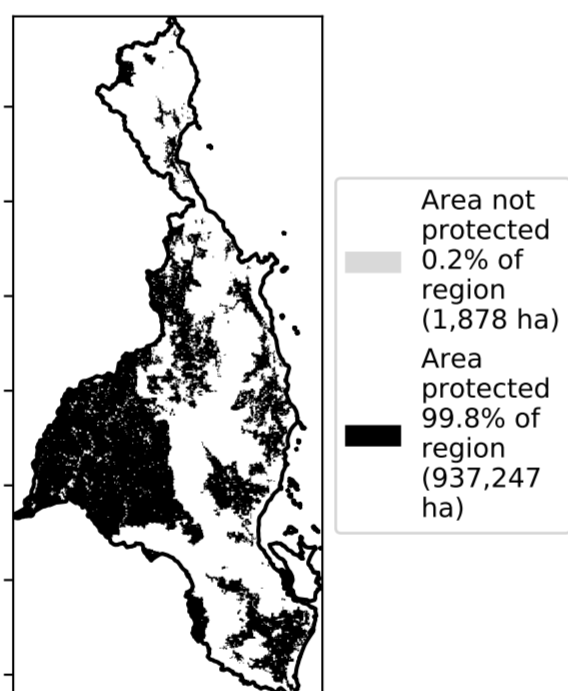 Area not
protected
0.2% of
region
(1,878 ha)
Area
protected
99.8% of
region
(937,247
ha)